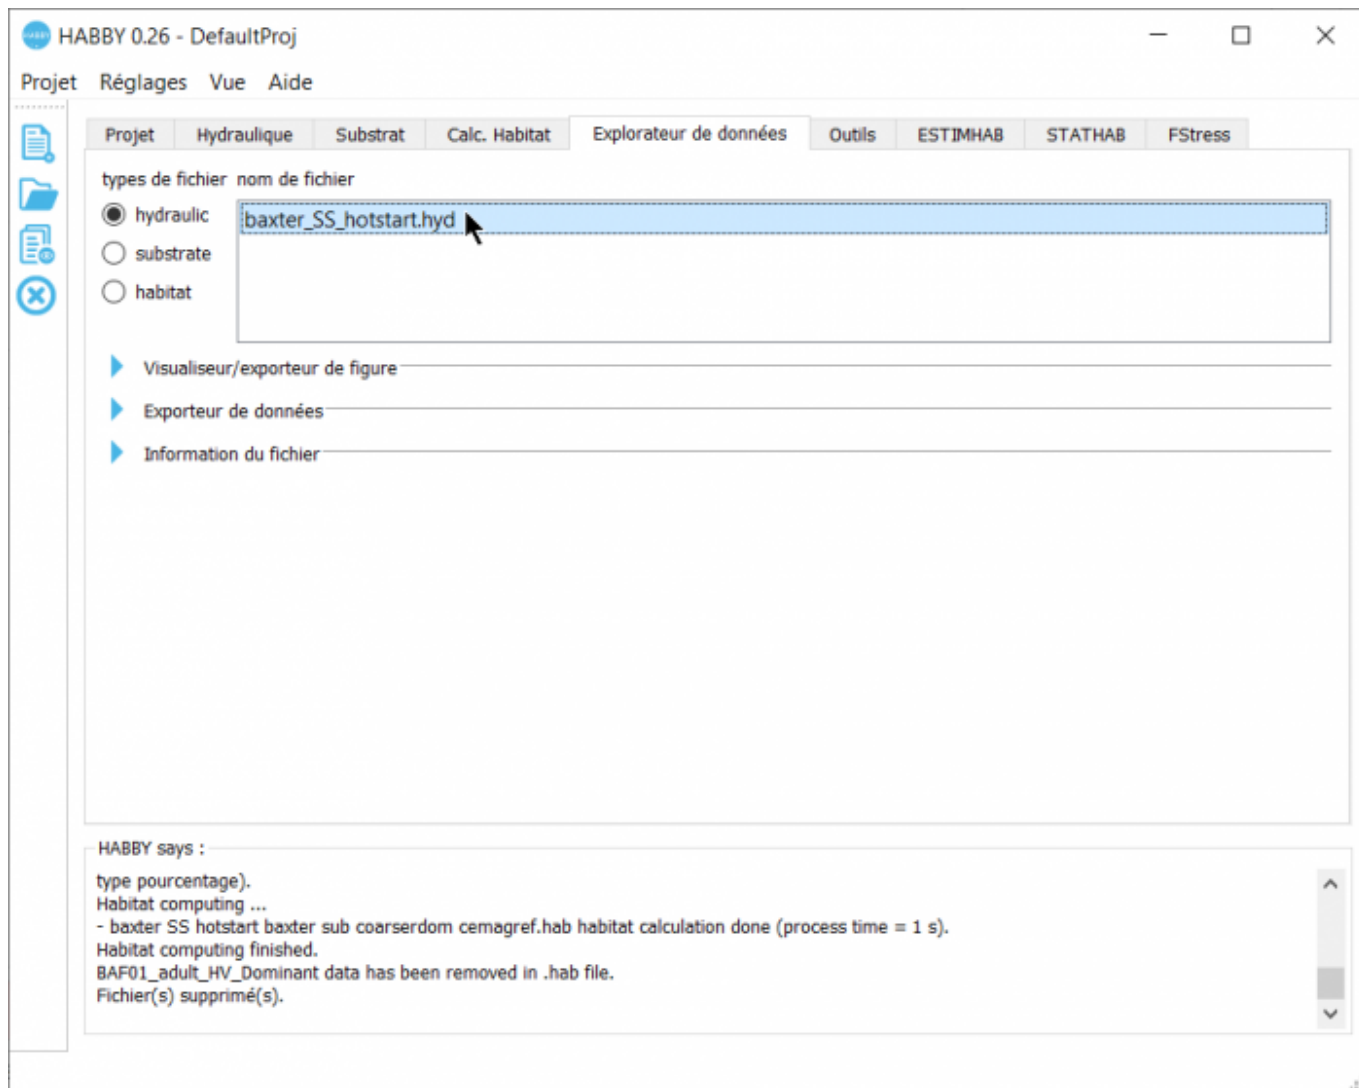 HABBY 0.26 - DefaultProj
Projet Réglages Vue Aide
Projet Hydraulique Substrat Calc. Habitat Explorateur de données Outils ESTIMHAB STATHAB FStress
types de fichier nom de fichier
hydraulic baxter_SS_hotstart.hyd
substrate
habitat
Visualiseur/exporteur de figure
Exporteur de données
Information du fichier
HABBY says :
type pourcentage).
Habitat computing ...
- baxter SS hotstart baxter sub coarserdom cemagref.hab habitat calculation done (process time = 1 s).
Habitat computing finished.
BAF01_adult_HV_Dominant data has been removed in .hab file.
Fichier(s) supprimé(s).